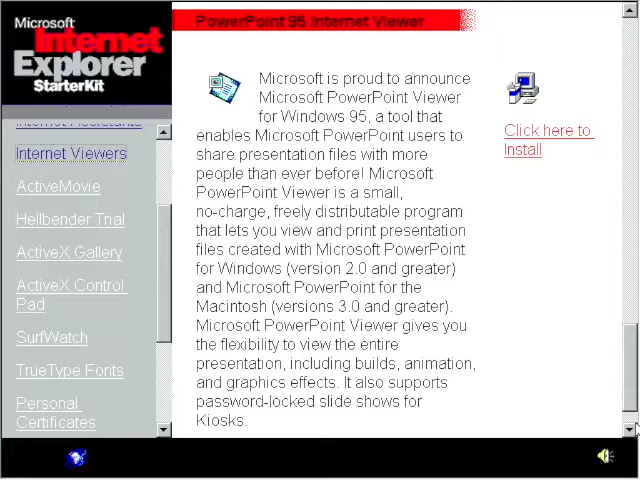 Microsoft
Internet
Explorer
StarterKit
PowerPoint 95 Internet Viewer
Internet Assistants
Internet Viewers
ActiveMovie
Hellbender Trial
ActiveX Gallery
ActiveX Control
Pad
SurfWatch
TrueType Fonts
Personal
Certificates
Microsoft is proud to announce
Microsoft PowerPoint Viewer
for Windows 95, a tool that
enables Microsoft PowerPoint users to
share presentation files with more
people than ever before! Microsoft
PowerPoint Viewer is a small,
no-charge, freely distributable program
that lets you view and print presentation
files created with Microsoft PowerPoint
for Windows (version 2.0 and greater)
and Microsoft PowerPoint for the
Macintosh (versions 3.0 and greater).
Microsoft PowerPoint Viewer gives you
the flexibility to view the entire
presentation, including builds, animation,
and graphics effects. It also supports
password-locked slide shows for
Kiosks.
Click here to
Install